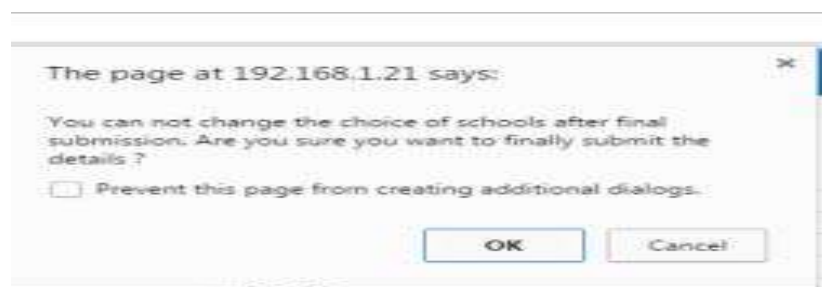 The page at 192.168.1.21 says:
You can not change the choice of schools after final
submission. Are you sure you want to finally submit the
details ?
Prevent this page from creating additional dialogs.
OK
Cancel